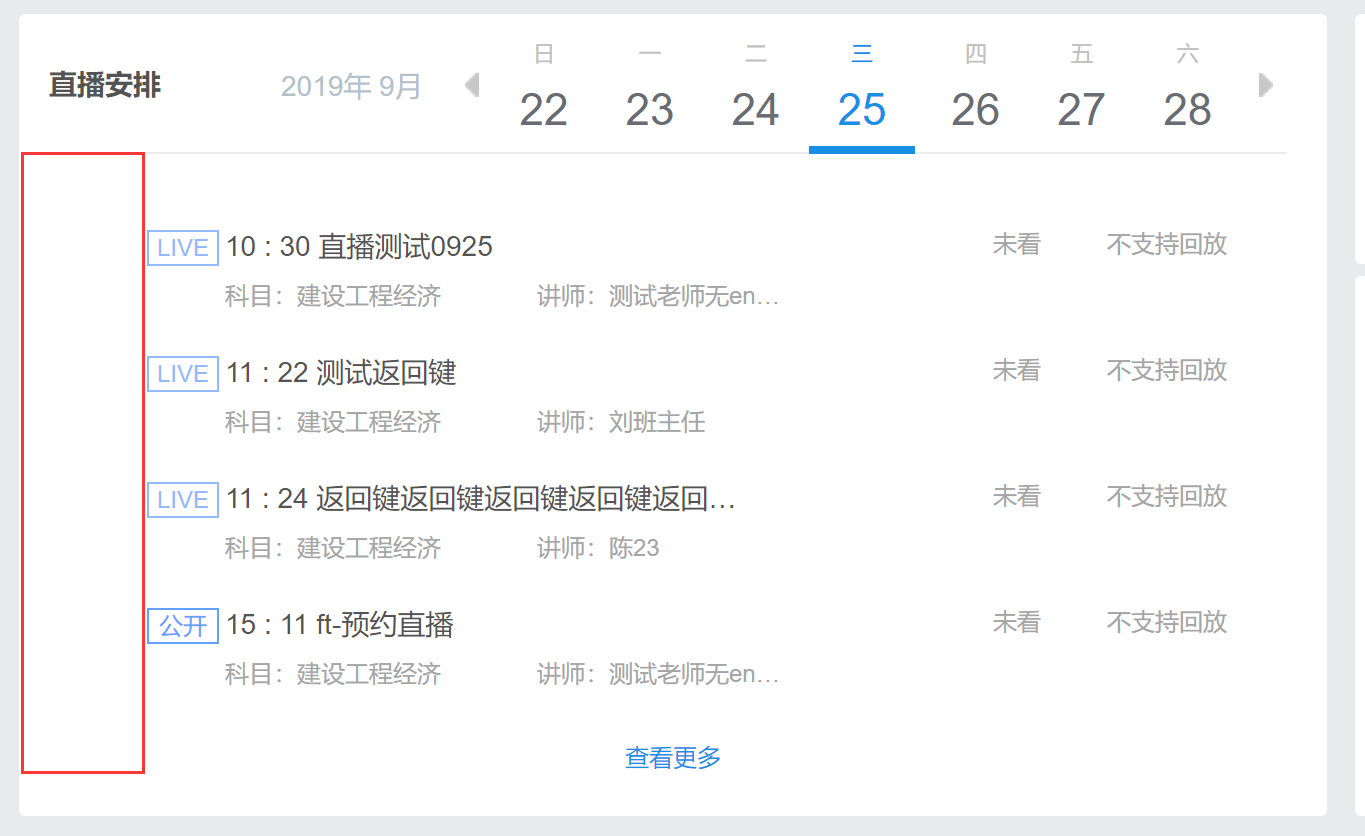 直播安排 2019年 9月
日 一 二 三 四 五 六
22 23 24 25 26 27 28
LIVE 10 : 30 直播测试0925 未看 不支持回放
科目：建设工程经济 讲师：测试老师无en…
LIVE 11 : 22 测试返回键 未看 不支持回放
科目：建设工程经济 讲师：刘班主任
LIVE 11 : 24 返回键返回键返回键返回键返回… 未看 不支持回放
科目：建设工程经济 讲师：陈23
公开 15 : 11 ft-预约直播 未看 不支持回放
科目：建设工程经济 讲师：测试老师无en…
查看更多